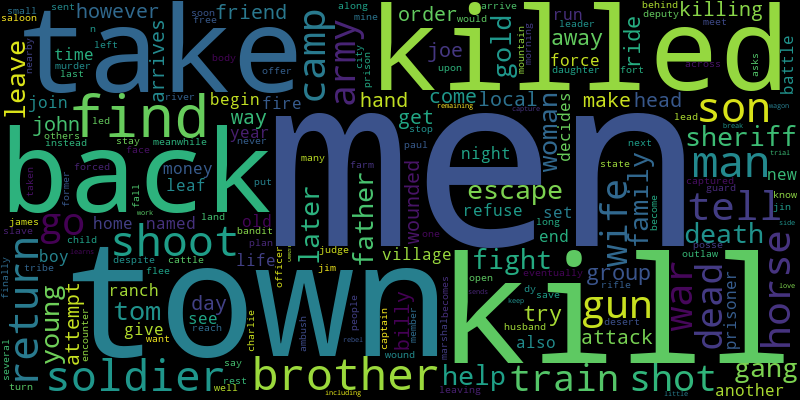 small sent however friend along mine order would run arrive behind deputy meet killing
saloon take soon free camp army killed
nearby time left body city leader across
leave murder offer prison joe gold away ride battle
last arrives upon mountain morning force daughter fort asks
join find begin fire hand come local make head son
john led river men woman decides lead
others way year get stop capture remaining sheriff
instead stay meanwhile never paul night next break wagon
back face money many farm wounded state man trial
taken former fall leaf put escape family captured guard new
forced work refuse set wife tell know
james go home named land old later father long become jin
slave child bandit life plan village end death side
return boy shoot despite cattle judge officer fight group posse horse
tribe flee jim open rifle war outlaw love
finally young ranch day charlie people billy marshal becomes eventually dy save gun dead prisoner
attempt encounter tom see reach ambush member try desert
town give want captain husband also attack kill
several soldier say rest rebel wound keep shot gang
turn well brother including leaving help train little another